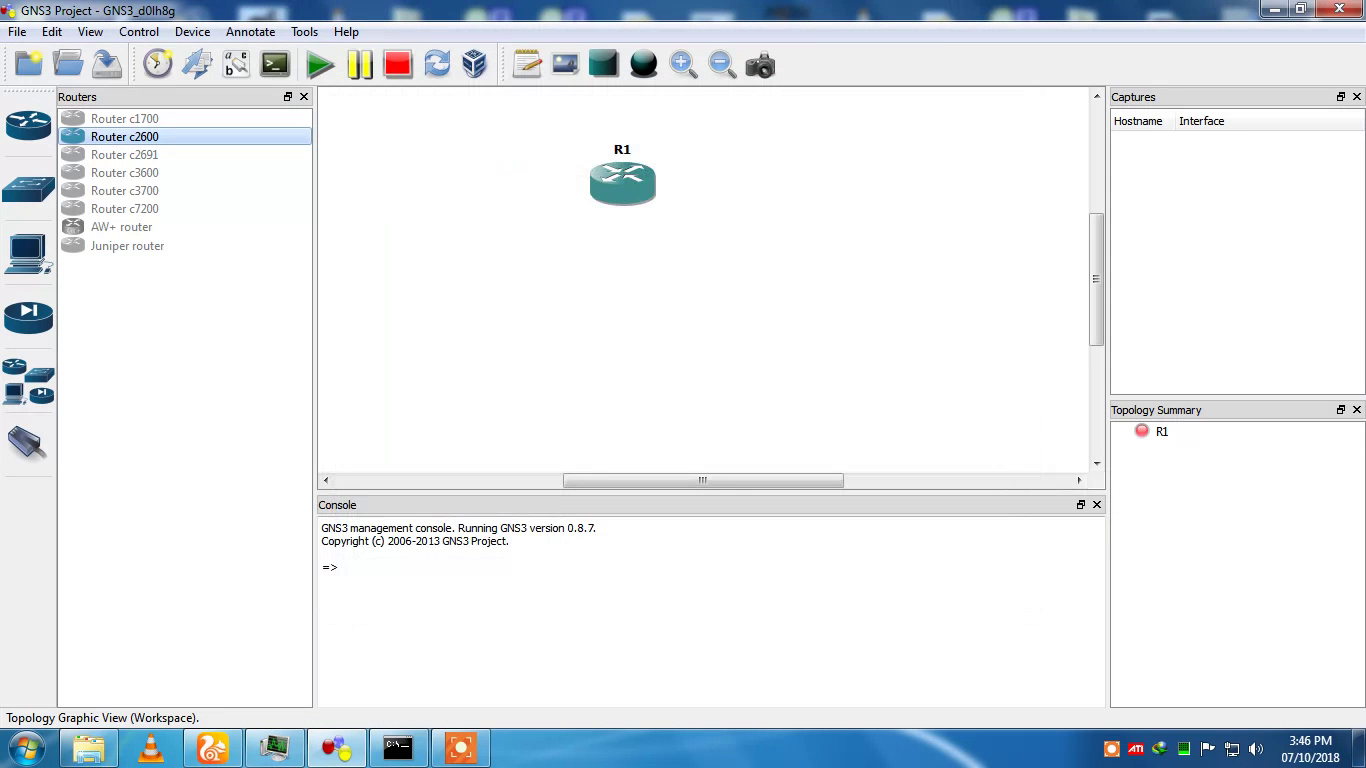 GNS3 Project - GNS3_d0lh8g
File Edit View Control Device Annotate Tools Help
Routers
Router c1700
Router c2600
Router c2691
Router c3600
Router c3700
Router c7200
AW+ router
Juniper router
R1
Captures
Hostname Interface
Topology Summary
R1
Console
GNS3 management console. Running GNS3 version 0.8.7.
Copyright (c) 2006-2013 GNS3 Project.
=>
Topology Graphic View (Workspace).
C:\_
ATI
3:46 PM
07/10/2018